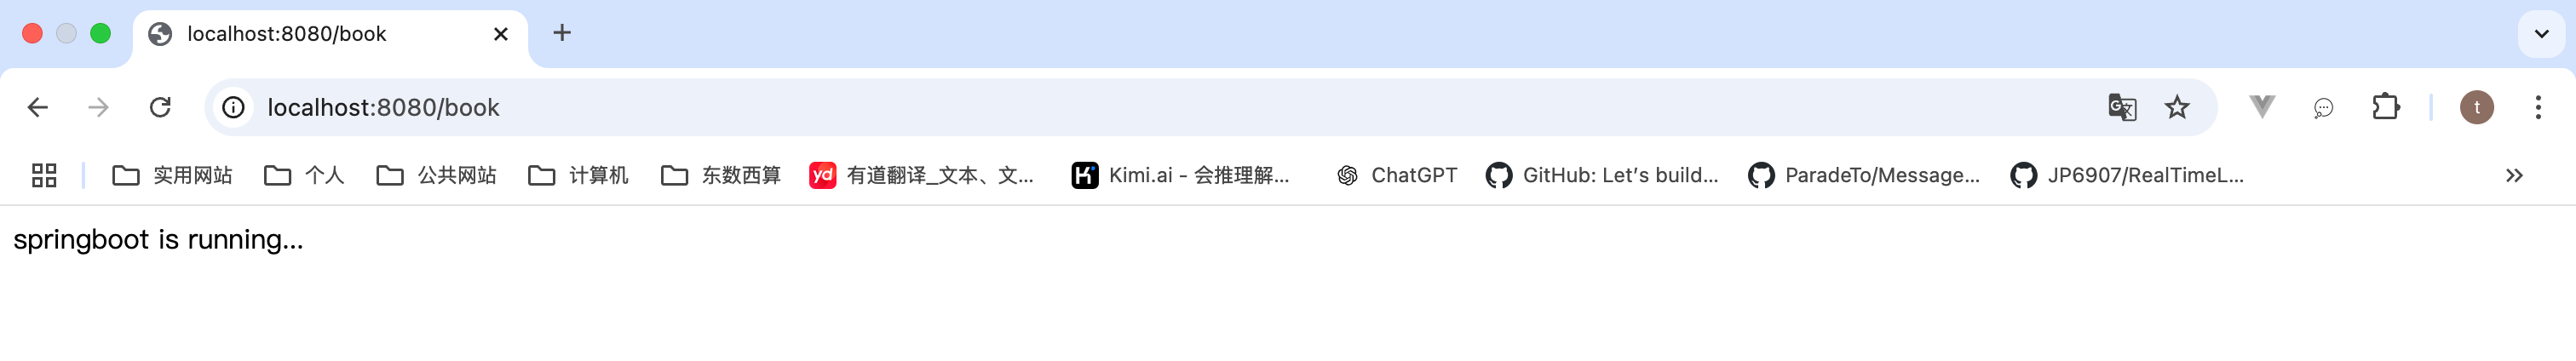 localhost:8080/book
localhost:8080/book
t
实用网站 个人 公共网站 计算机 东数西算 yd 有道翻译_文本、文... K Kimi.ai - 会推理解... ChatGPT GitHub: Let's build... ParadeTo/Message... JP6907/RealTimeL...
springboot is running...